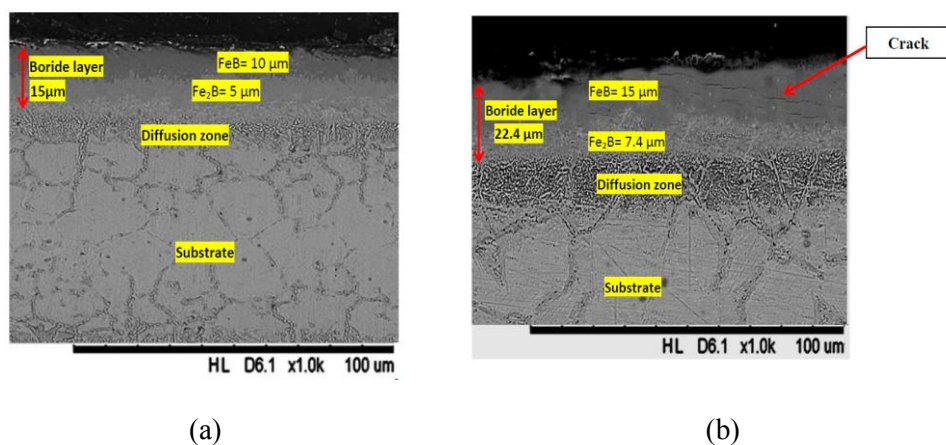 Boride layer
15µm
FeB= 10 µm
Fe₂B= 5 µm
Diffusion zone
Substrate
HL D6.1 x1.0k 100 um
(a)
Crack
FeB= 15 µm
Boride layer
22.4 µm
Fe₂B= 7.4 µm
Diffusion zone
Substrate
HL D6.1 x1.0k 100 um
(b)